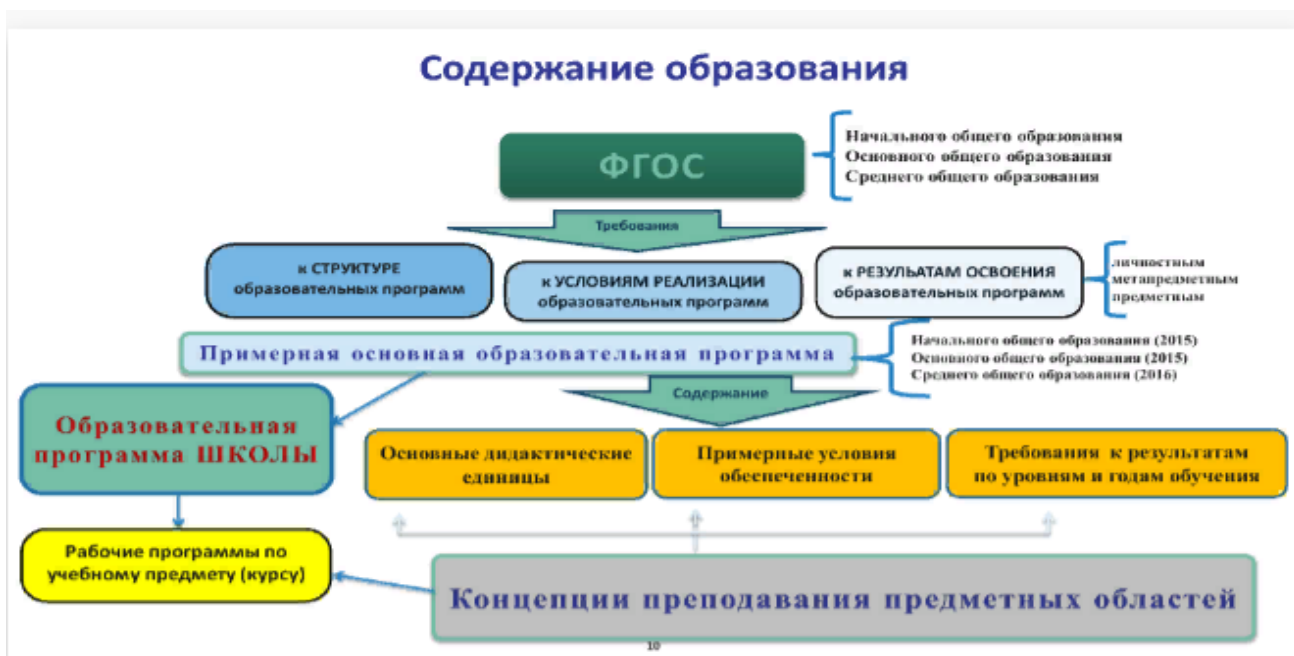 Содержание образования
ФГОС
Начального общего образования
Основного общего образования
Среднего общего образования
Требования
к СТРУКТУРЕ
образовательных программ
к УСЛОВИЯМ РЕАЛИЗАЦИИ
образовательных программ
к РЕЗУЛЬАТАМ ОСВОЕНИЯ
образовательных программ
личностным
метапредметным
предметным
Примерная основная образовательная программа
Начального общего образования (2015)
Основного общего образования (2015)
Среднего общего образования (2016)
Содержание
Образовательная
программа ШКОЛЫ
Основные дидактические
единицы
Примерные условия
обеспеченности
Требования к результатам
по уровням и годам обучения
Рабочие программы по
учебному предмету (курсу)
Концепции преподавания предметных областей
10